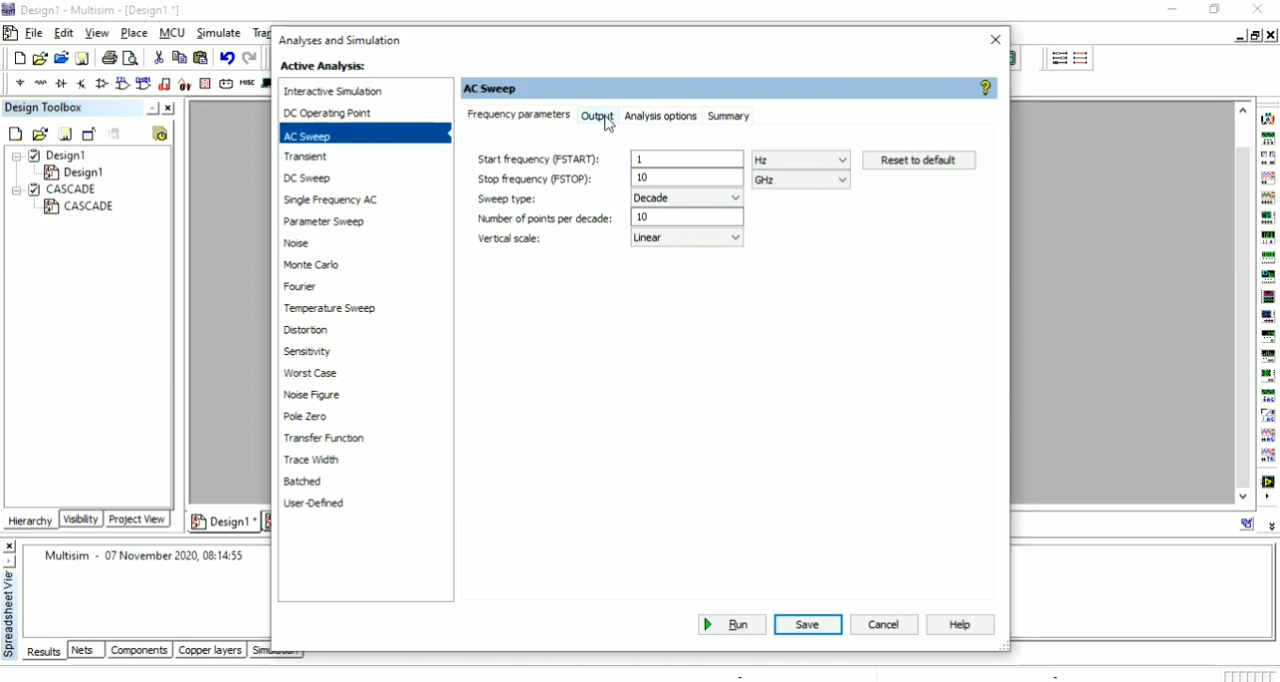 Design1 - Multisim - [Design1 *]
File Edit View Place MCU Simulate Tra
Analyses and Simulation
Active Analysis:
Interactive Simulation
DC Operating Point
AC Sweep
Transient
DC Sweep
Single Frequency AC
Parameter Sweep
Noise
Monte Carlo
Fourier
Temperature Sweep
Distortion
Sensitivity
Worst Case
Noise Figure
Pole Zero
Transfer Function
Trace Width
Batched
User-Defined
AC Sweep
Frequency parameters Output Analysis options Summary
Start frequency (FSTART): 1 Hz Reset to default
Stop frequency (FSTOP): 10 GHz
Sweep type: Decade
Number of points per decade: 10
Vertical scale: Linear
Run Save Cancel Help
Design Toolbox
Design1
Design1
CASCADE
CASCADE
Hierarchy Visibility Project View
Design1 *
Multisim - 07 November 2020, 08:14:55
Spreadsheet Vie
Results Nets Components Copper layers Simulation